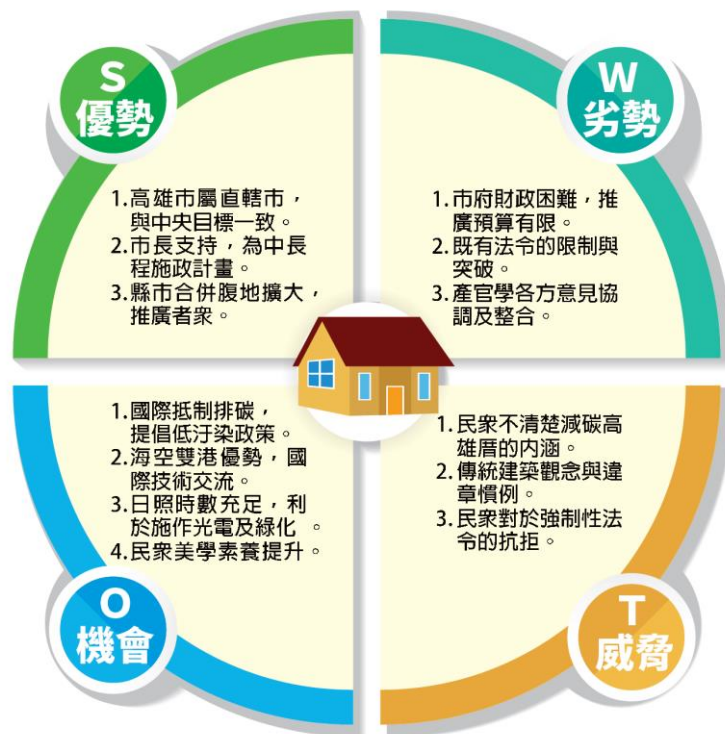 S
優勢
1.高雄市屬直轄市，
與中央目標一致。
2.市長支持，為中長
程施政計畫。
3.縣市合併腹地擴大，
推廣者眾。
W
劣勢
1.市府財政困難，推
廣預算有限。
2.既有法令的限制與
突破。
3.產官學各方意見協
調及整合。
1.國際抵制排碳，
提倡低汙染政策。
2.海空雙港優勢，國
際技術交流。
3.日照時數充足，利
於施作光電及綠化 。
4.民眾美學素養提升。
O
機會
1.民眾不清楚減碳高
雄厝的內涵。
2.傳統建築觀念與違
章慣例。
3.民眾對於強制性法
令的抗拒。
T
威脅